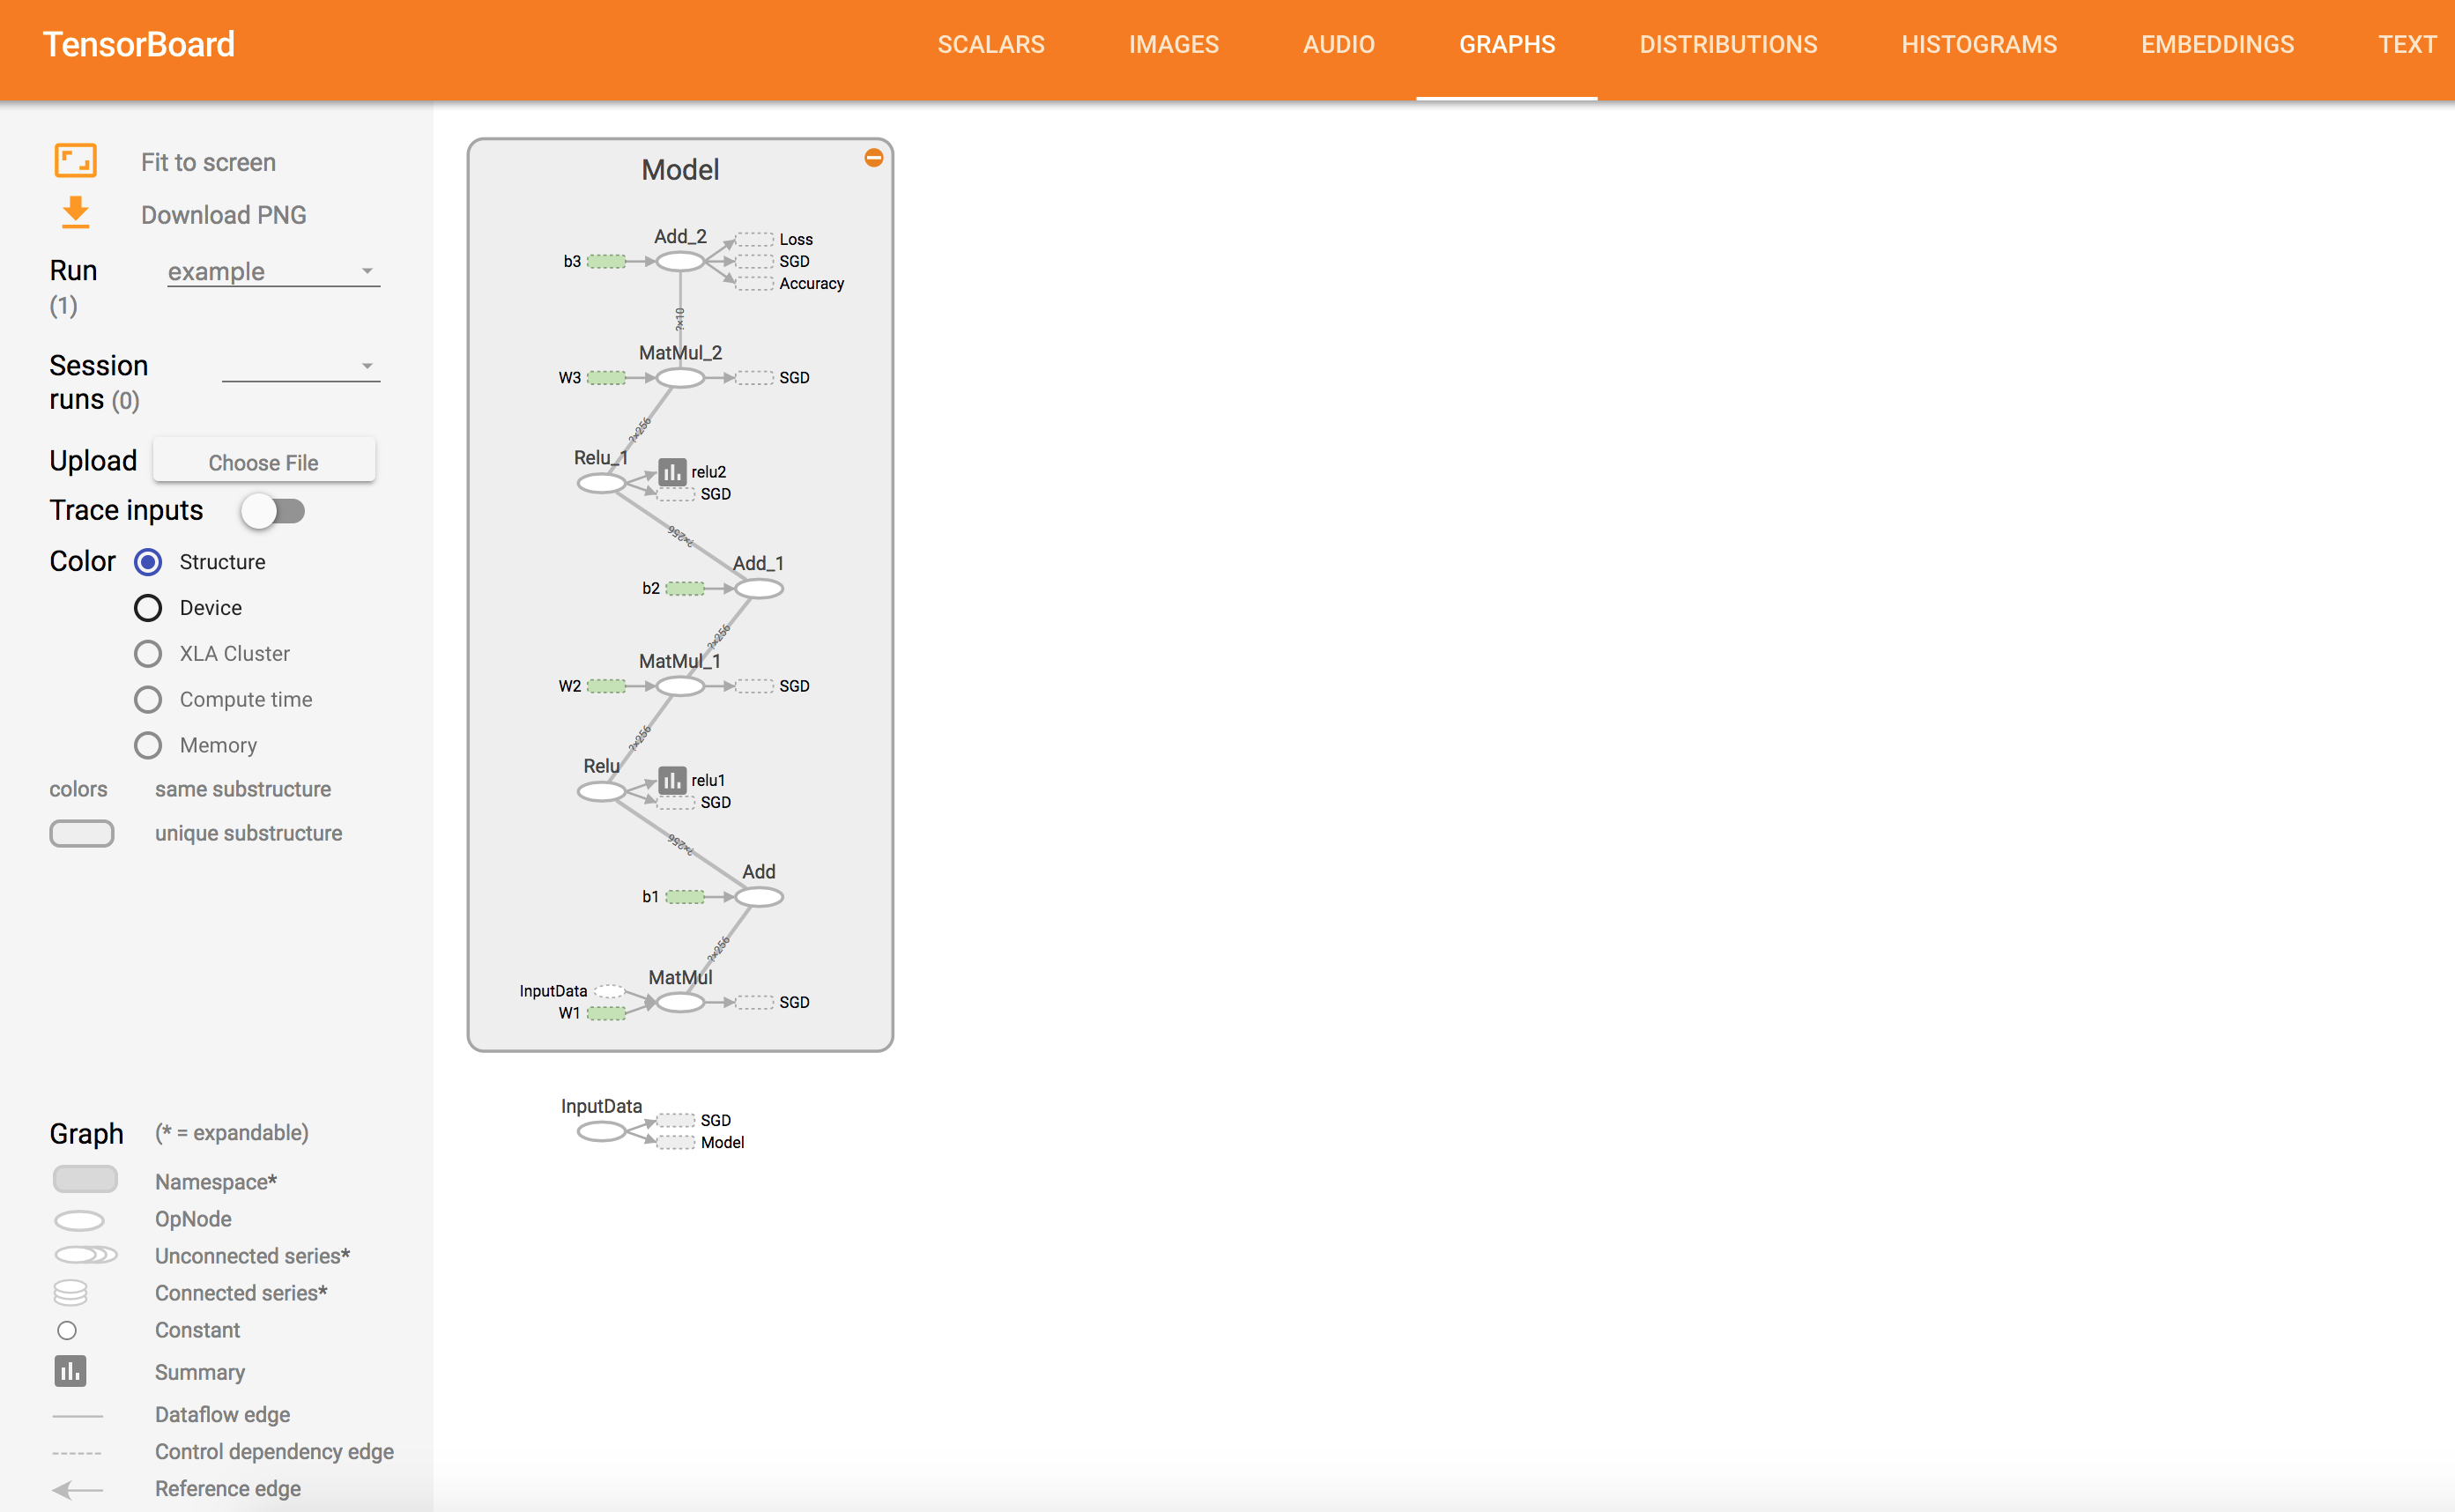 TensorBoard
SCALARS IMAGES AUDIO GRAPHS DISTRIBUTIONS HISTOGRAMS EMBEDDINGS TEXT
Fit to screen
Download PNG
Run
(1)
example
Session
runs (0)
Upload
Choose File
Trace inputs
Color
Structure
Device
XLA Cluster
Compute time
Memory
colors same substructure
unique substructure
Graph (* = expandable)
Namespace*
OpNode
Unconnected series*
Connected series*
Constant
Summary
Dataflow edge
Control dependency edge
Reference edge
Model
Add_2
Loss
b3
SGD
Accuracy
?×10
MatMul_2
W3
SGD
?×256
Relu_1
relu2
SGD
?×256
Add_1
b2
?×256
MatMul_1
W2
SGD
?×256
Relu
relu1
SGD
?×256
Add
b1
?×256
MatMul
InputData
SGD
W1
InputData
SGD
Model